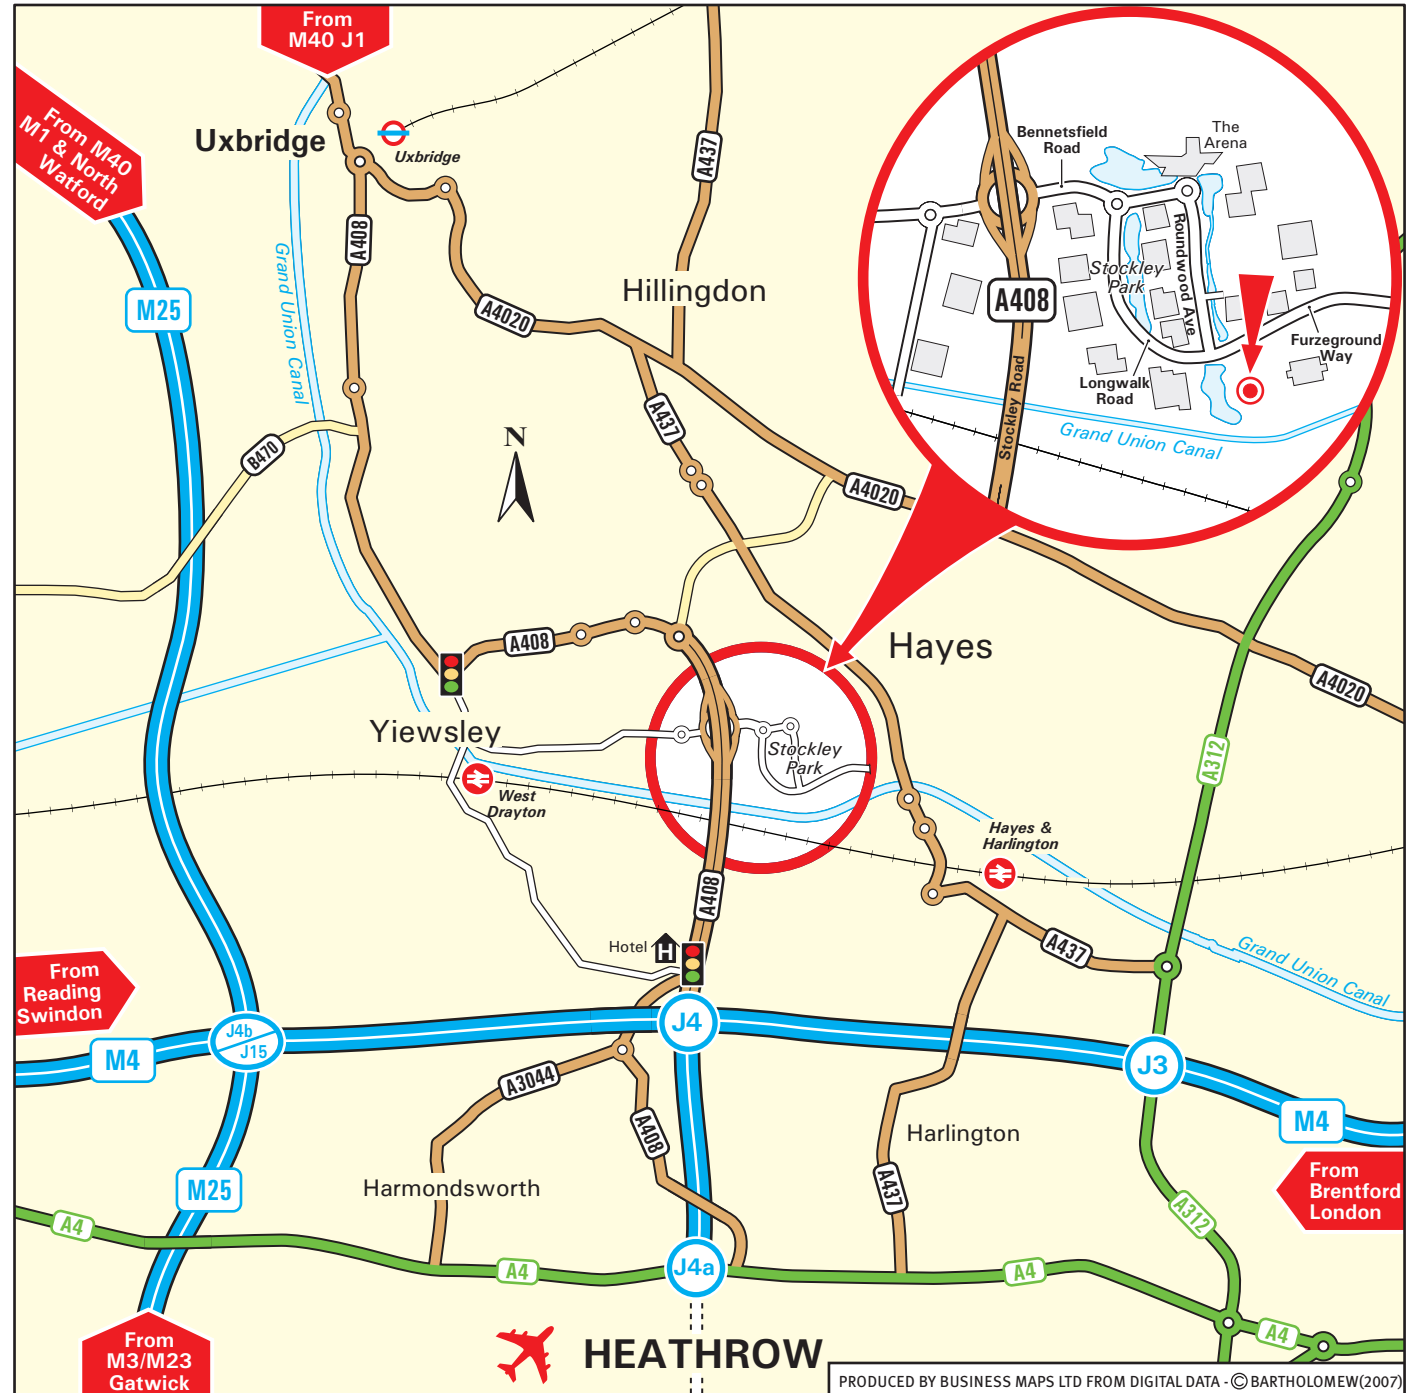 From
M40 J1
From M40
M1 & North
Watford
Uxbridge
Uxbridge
A437
A408
Grand Union Canal
M25
Hillingdon
A4020
B470
A437
N
A4020
Bennetsfield
Road
The
Arena
Roundwood Ave
Stockley
Park
A408
Stockley Road
Furzeground
Way
Longwalk
Road
Grand Union Canal
A408
Hayes
A4020
Yiewsley
Stockley
Park
A312
West
Drayton
Hayes &
Harlington
A408
Hotel
H
A437
Grand Union Canal
From
Reading
Swindon
J4b
J15
J4
M4
J3
A3044
A408
M4
Harlington
From
Brentford
London
M25
Harmondsworth
A437
A312
A4
A4
J4a
A4
A4
From
M3/M23
Gatwick
HEATHROW
PRODUCED BY BUSINESS MAPS LTD FROM DIGITAL DATA - © BARTHOLOMEW(2007)